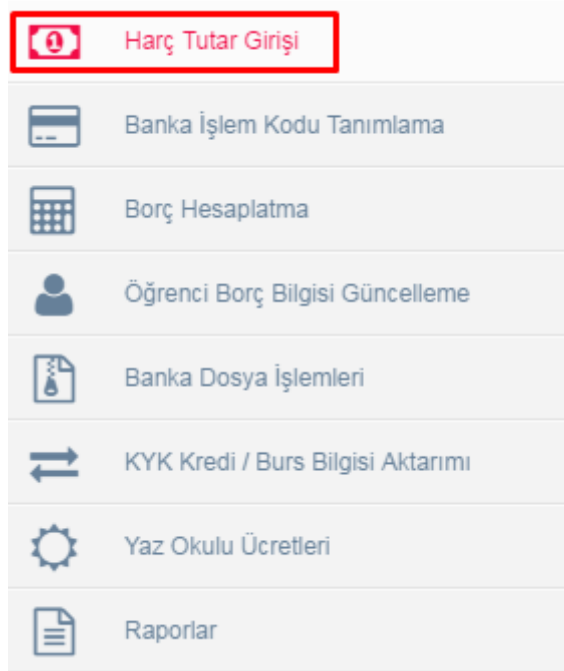 Harç Tutar Girişi
Banka İşlem Kodu Tanımlama
Borç Hesaplatma
Öğrenci Borç Bilgisi Güncelleme
Banka Dosya İşlemleri
KYK Kredi / Burs Bilgisi Aktarımı
Yaz Okulu Ücretleri
Raporlar